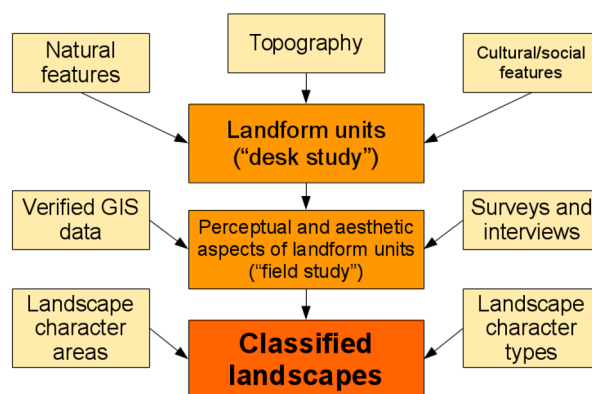 Natural
features
Topography
Cultural/social
features
Landform units
(“desk study”)
Verified GIS
data
Perceptual and aesthetic
aspects of landform units
(“field study”)
Surveys and
interviews
Landscape
character
areas
Classified
landscapes
Landscape
character
types